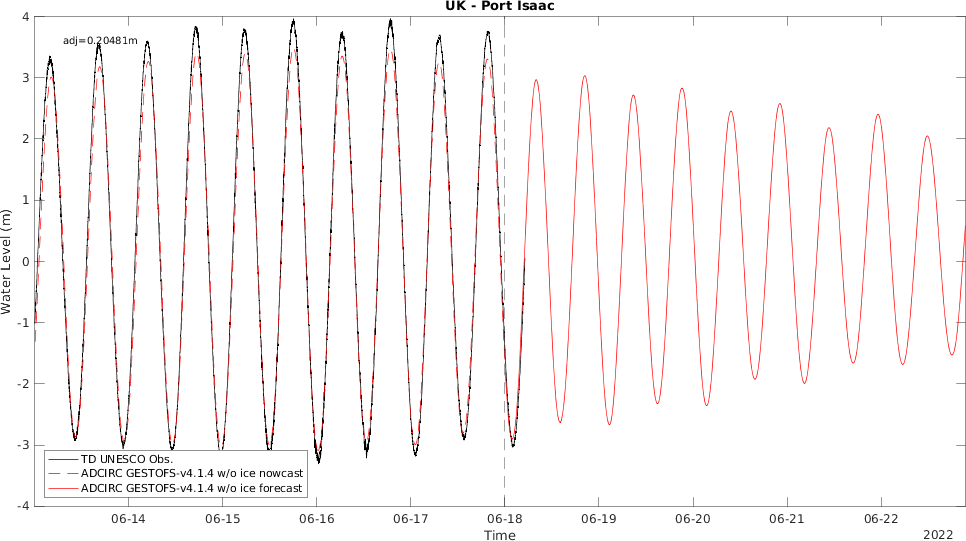 UK - Port Isaac
adj=0.20481m
4
3
2
1
0
-1
-2
-3
-4
Water Level (m)
TD UNESCO Obs.
ADCIRC GESTOFS-v4.1.4 w/o ice nowcast
ADCIRC GESTOFS-v4.1.4 w/o ice forecast
06-14 06-15 06-16 06-17 06-18 06-19 06-20 06-21 06-22
Time
2022